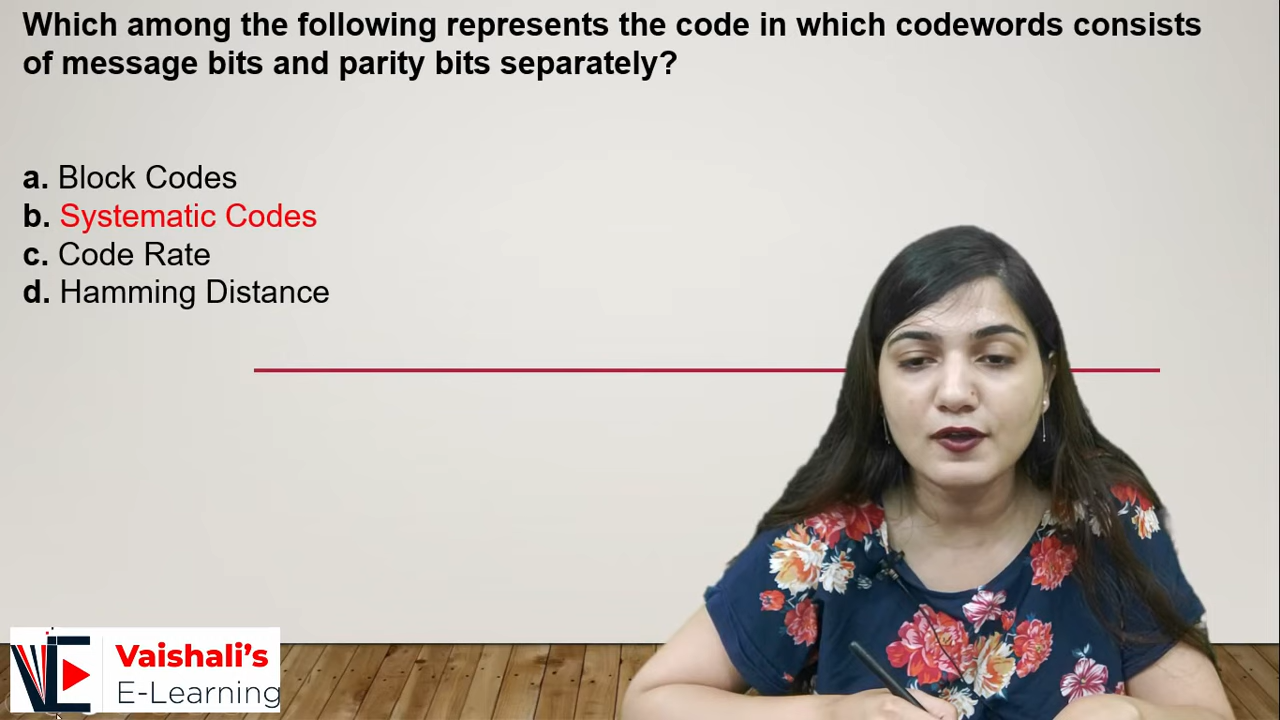 Which among the following represents the code in which codewords consists
of message bits and parity bits separately?
a. Block Codes
b. Systematic Codes
c. Code Rate
d. Hamming Distance
VE
Vaishali's
E-Learning